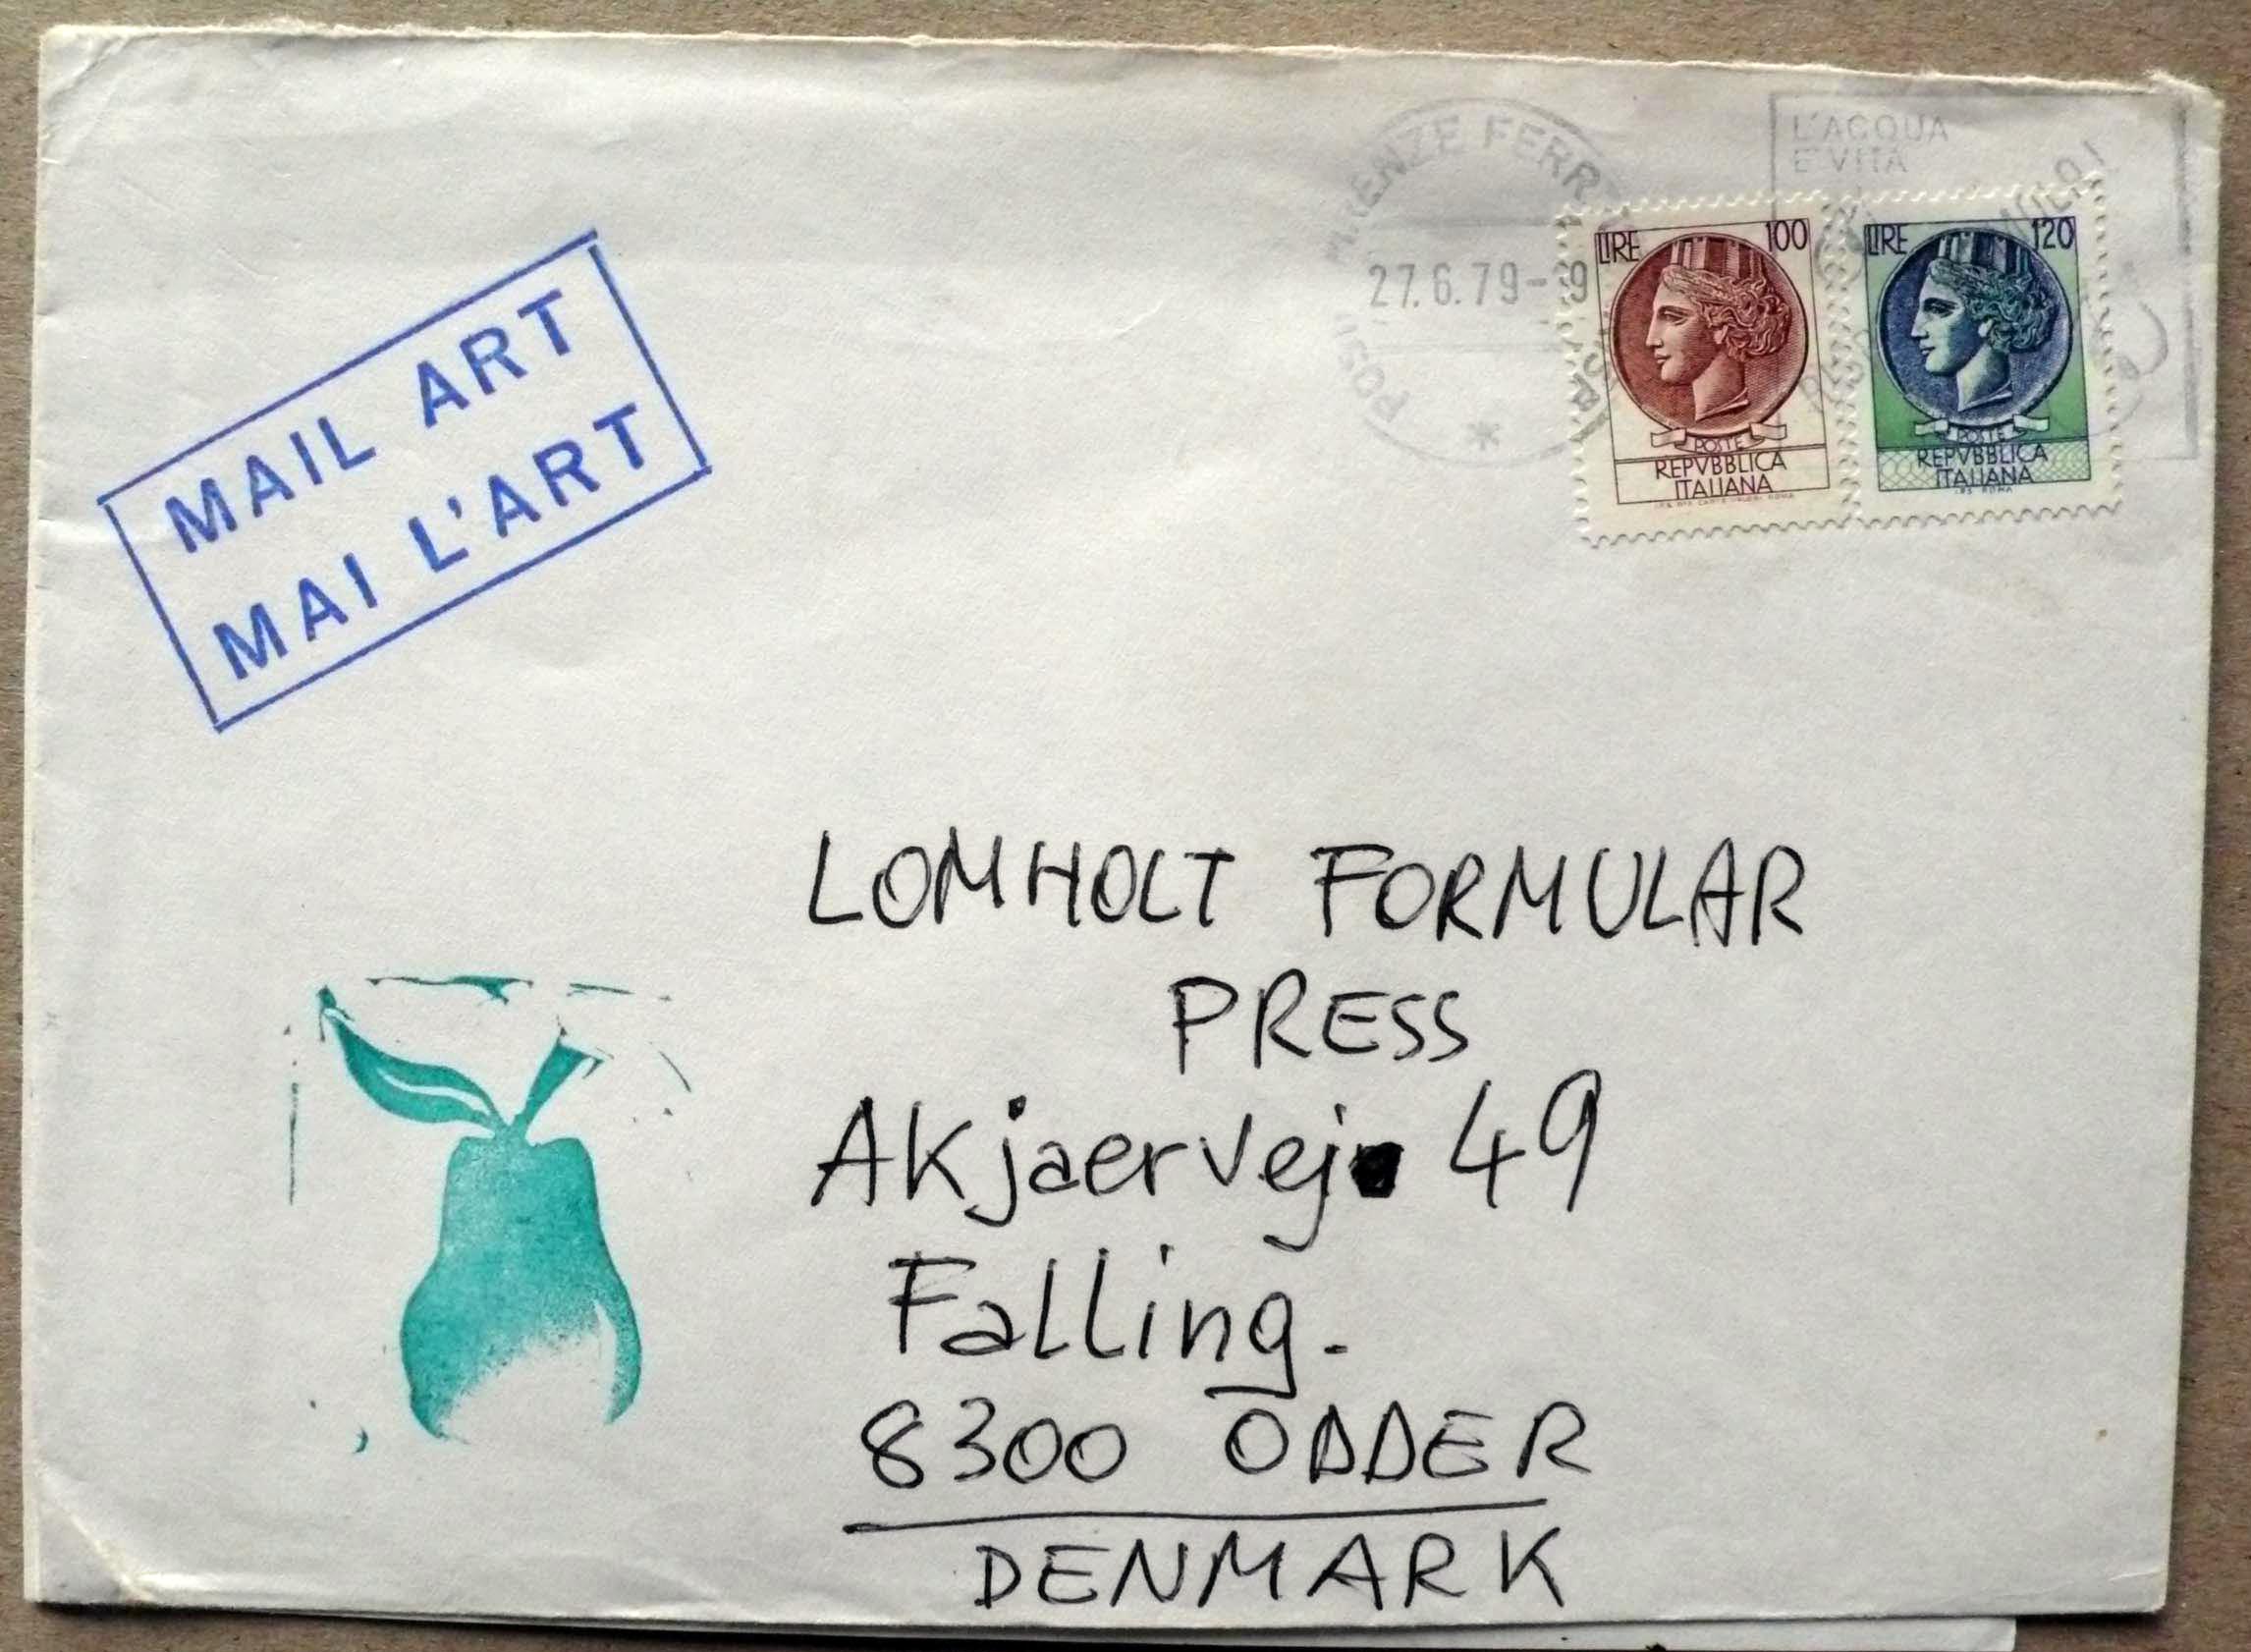 L'ACQUA
E' VITA
27.6.79-
LIRE 100
POSTE
REPVBBLICA
ITALIANA
LIRE 120
POSTE
REPVBBLICA
ITALIANA
MAIL ART
MAI L'ART
LOMHOLT FORMULAR
PRESS
Akjaervej 49
Falling.
8300 ODDER
DENMARK